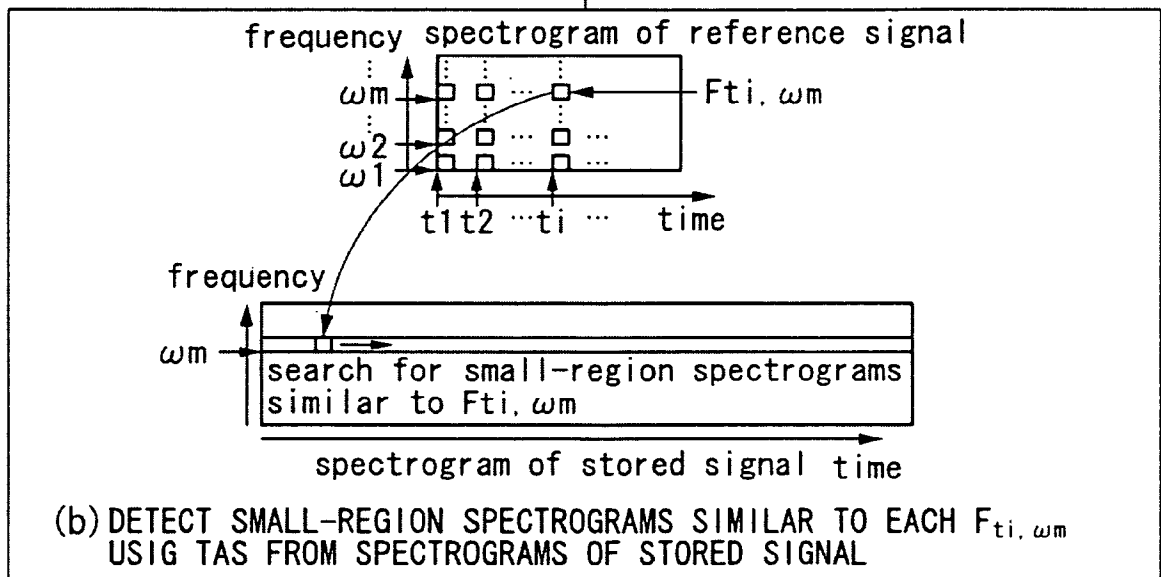 frequency spectrogram of reference signal
ωm
Fti, ωm
ω2
ω1
t1 t2 … ti … time
frequency
ωm
search for small-region spectrograms
similar to Fti, ωm
spectrogram of stored signal time
(b) DETECT SMALL-REGION SPECTROGRAMS SIMILAR TO EACH Fti, ωm
USIG TAS FROM SPECTROGRAMS OF STORED SIGNAL